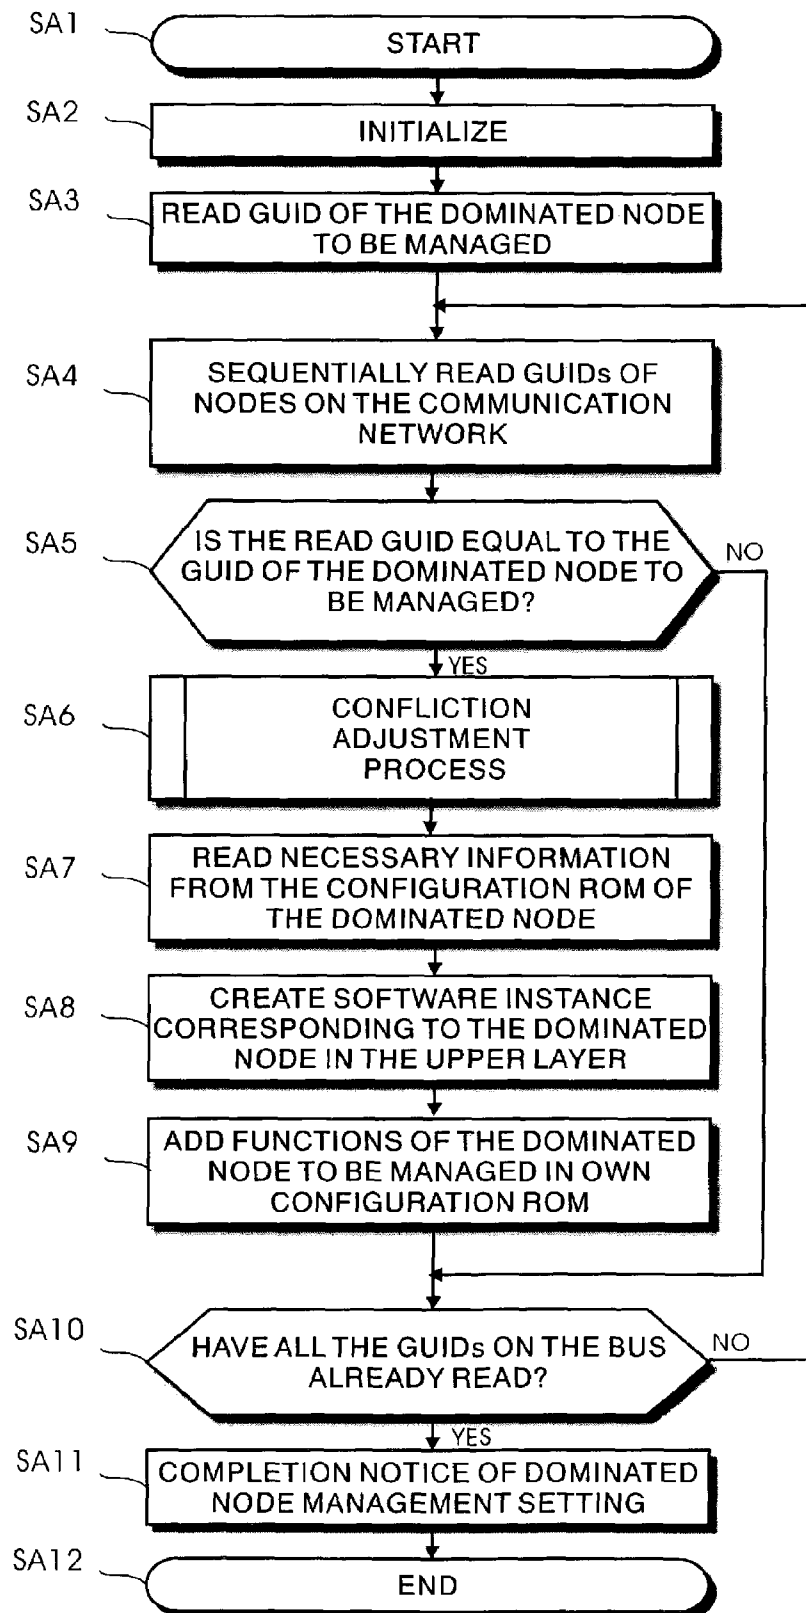 SA1
START
SA2
INITIALIZE
SA3
READ GUID OF THE DOMINATED NODE
TO BE MANAGED
SA4
SEQUENTIALLY READ GUIDs OF
NODES ON THE COMMUNICATION
NETWORK
SA5
IS THE READ GUID EQUAL TO THE
GUID OF THE DOMINATED NODE TO
BE MANAGED?
NO
YES
SA6
CONFLICTION
ADJUSTMENT
PROCESS
SA7
READ NECESSARY INFORMATION
FROM THE CONFIGURATION ROM OF
THE DOMINATED NODE
SA8
CREATE SOFTWARE INSTANCE
CORRESPONDING TO THE DOMINATED
NODE IN THE UPPER LAYER
SA9
ADD FUNCTIONS OF THE DOMINATED
NODE TO BE MANAGED IN OWN
CONFIGURATION ROM
SA10
HAVE ALL THE GUIDs ON THE BUS
ALREADY READ?
NO
YES
SA11
COMPLETION NOTICE OF DOMINATED
NODE MANAGEMENT SETTING
SA12
END